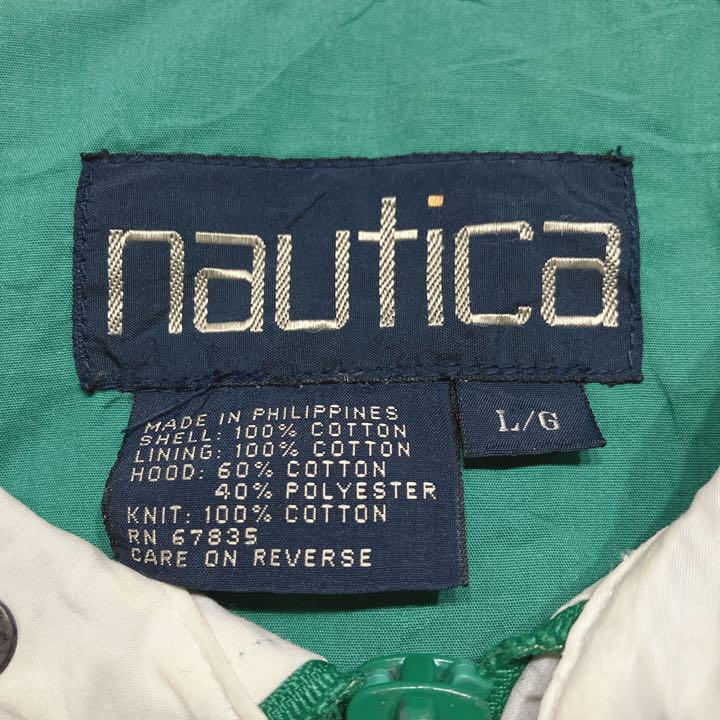 nautica
L/G
MADE IN PHILIPPINES
SHELL: 100% COTTON
LINING: 100% COTTON
HOOD: 60% COTTON
40% POLYESTER
KNIT: 100% COTTON
RN 67835
CARE ON REVERSE